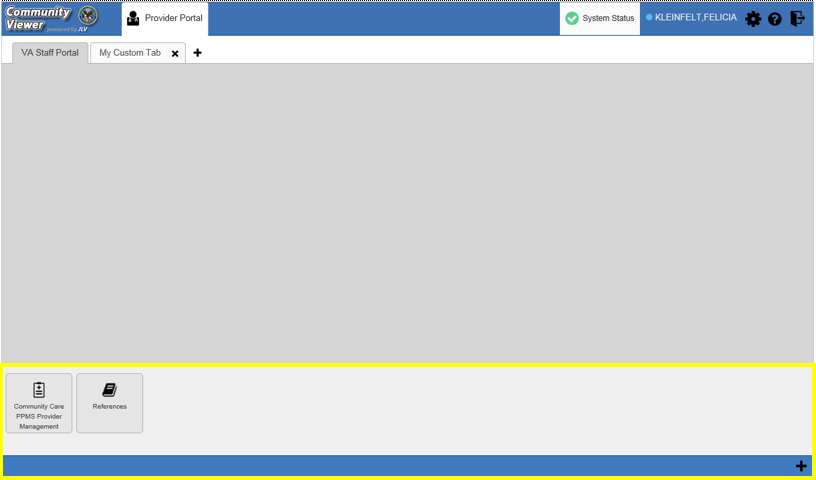 Community
Viewer powered by JLV
Provider Portal
System Status
KLEINFELT,FELICIA
VA Staff Portal
My Custom Tab
Community Care
PPMS Provider
Management
References